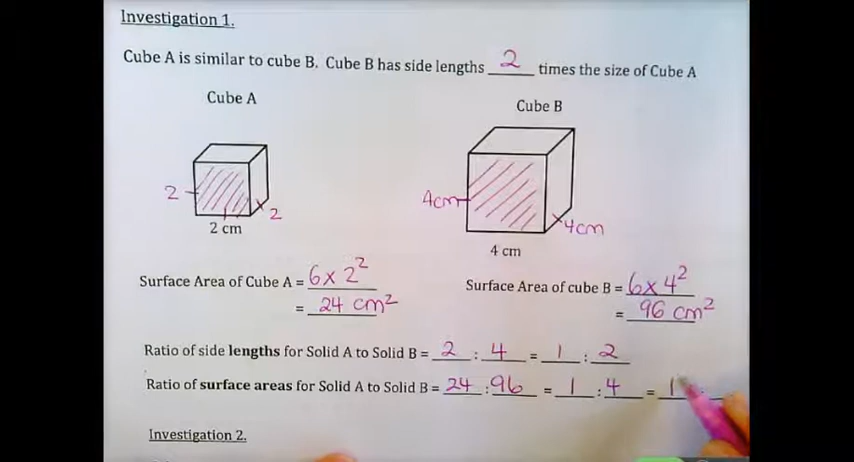 Investigation 1.
Cube A is similar to cube B. Cube B has side lengths 2 times the size of Cube A
Cube A
Cube B
2
2
2 cm
4cm
4cm
4 cm
Surface Area of Cube A = 6 x 2²
= 24 cm²
Surface Area of cube B = 6 x 4²
= 96 cm²
Ratio of side lengths for Solid A to Solid B = 2 : 4 = 1 : 2
Ratio of surface areas for Solid A to Solid B = 24 : 96 = 1 : 4 = 1
Investigation 2.